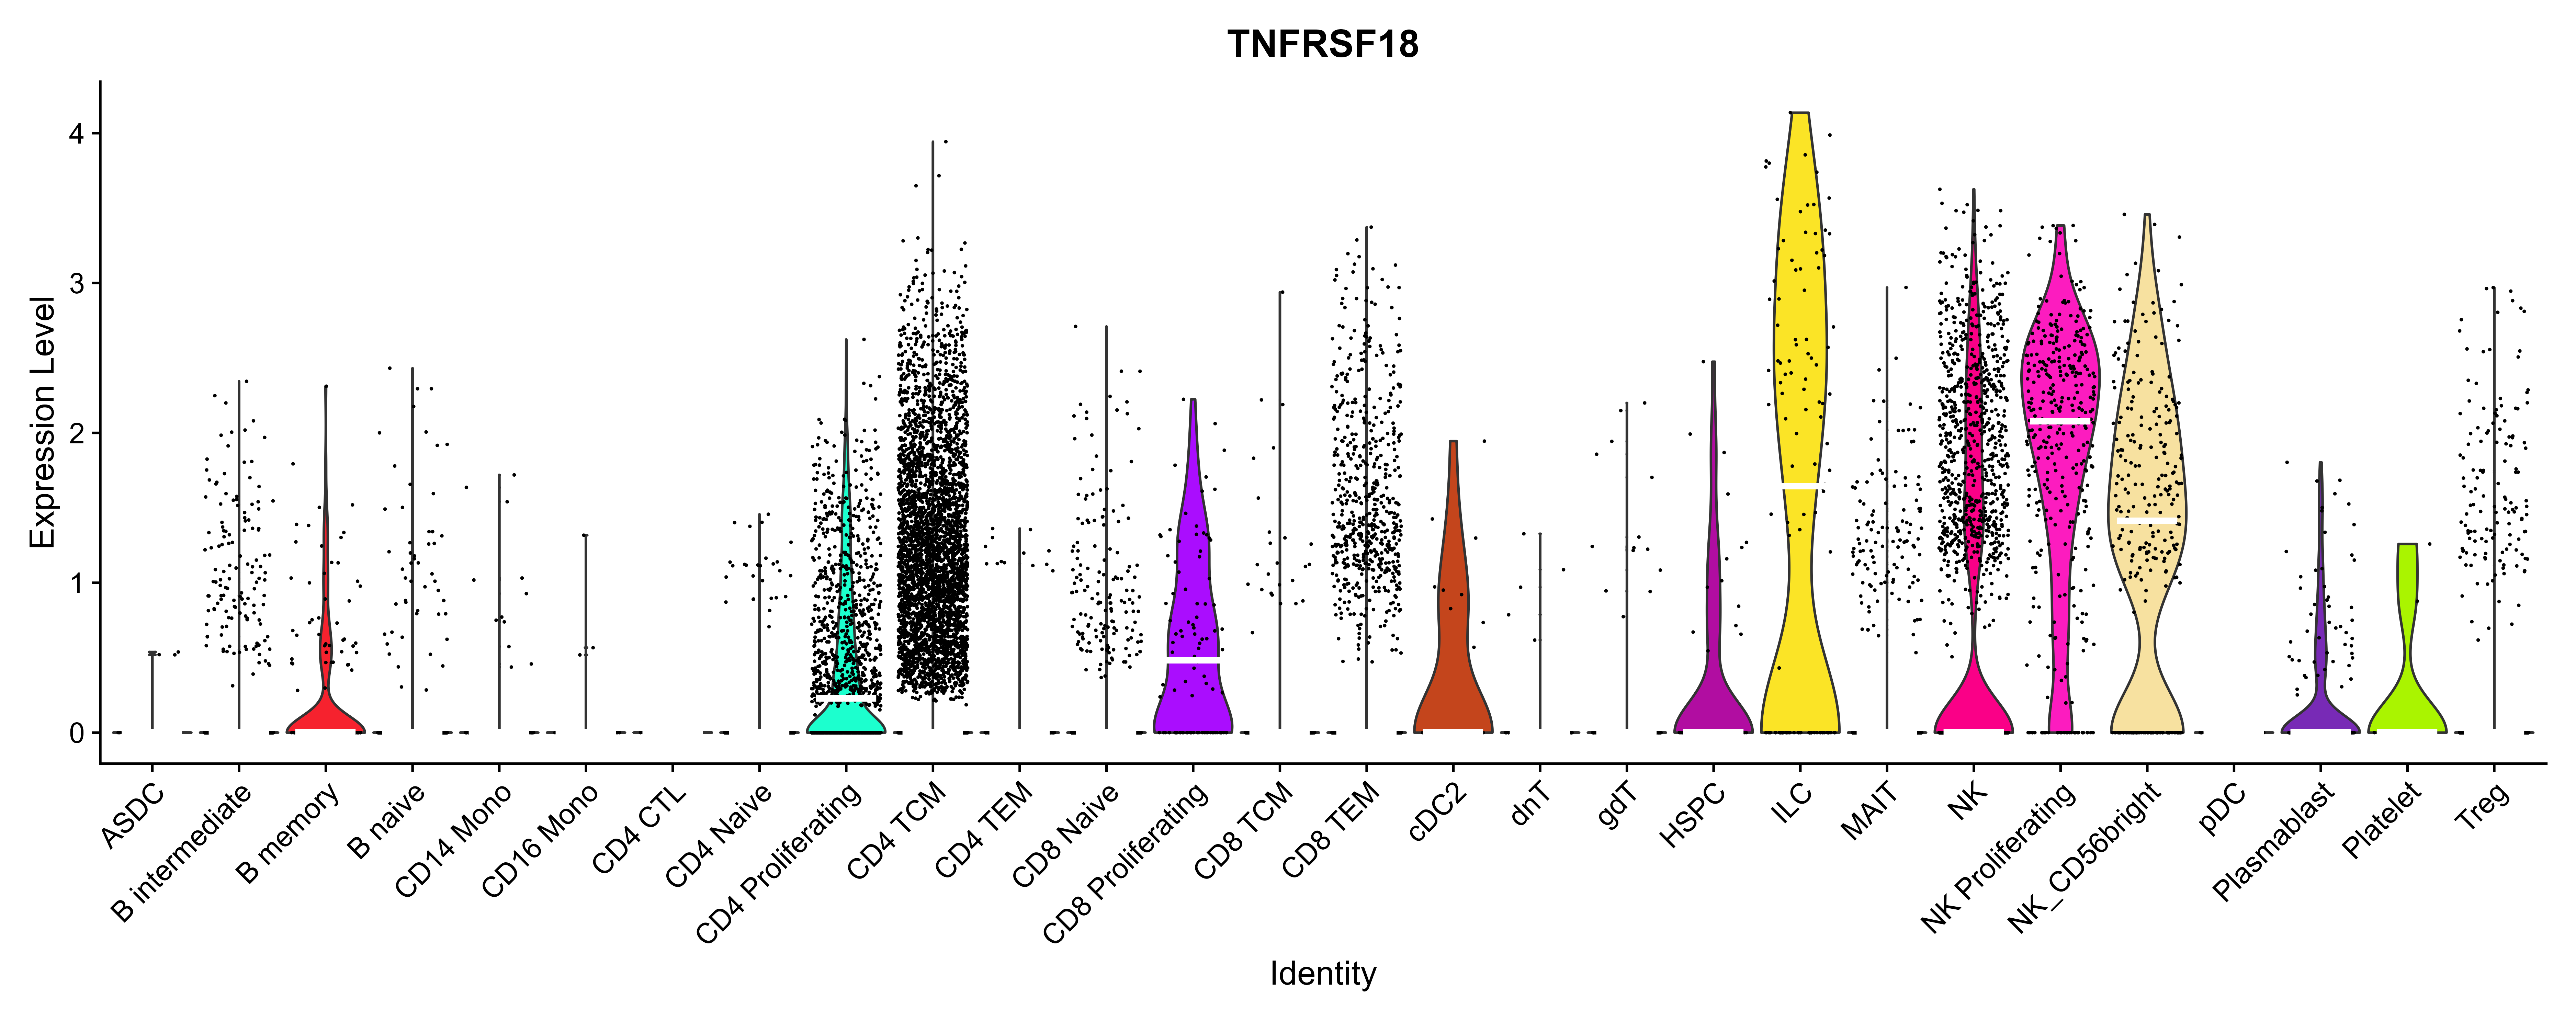 TNFRSF18
Expression Level
4
3
2
1
0
ASDC
B intermediate
B memory
B naive
CD14 Mono
CD16 Mono
CD4 CTL
CD4 Naive
CD4 Proliferating
CD4 TCM
CD4 TEM
CD8 Naive
CD8 Proliferating
CD8 TCM
CD8 TEM
cDC2
dnT
gdT
HSPC
ILC
MAIT
NK
NK Proliferating
NK_CD56bright
pDC
Plasmablast
Platelet
Treg
Identity